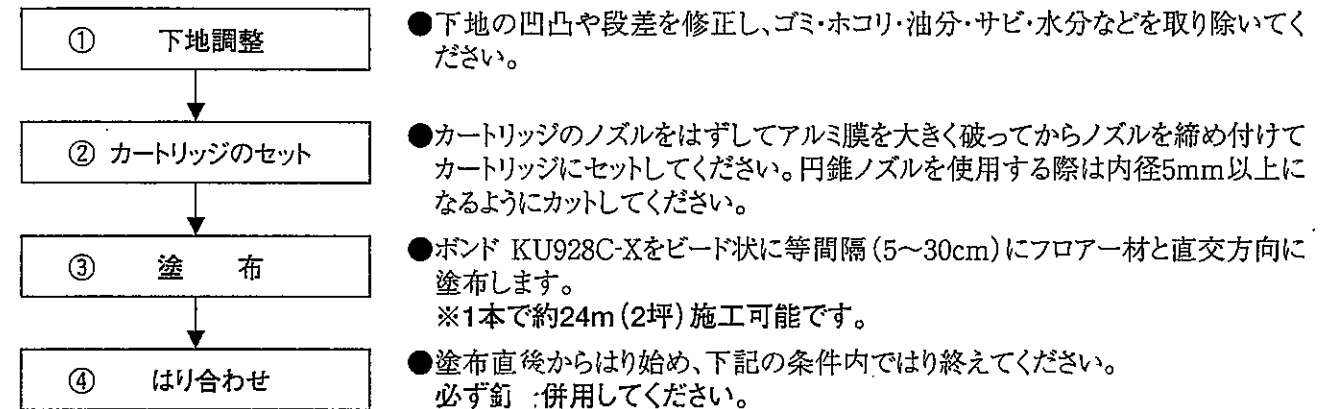 ① 下地調整
●下地の凹凸や段差を修正し、ゴミ・ホコリ・油分・サビ・水分などを取り除いてく
ださい。
② カートリッジのセット
●カートリッジのノズルをはずしてアルミ膜を大きく破ってからノズルを締め付けて
カートリッジにセットしてください。円錐ノズルを使用する際は内径5mm以上に
なるようにカットしてください。
③ 塗 布
●ボンド KU928C-Xをビード状に等間隔(5〜30cm)にフロアー材と直交方向に
塗布します。
※1本で約24m(2坪)施工可能です。
④ はり合わせ
●塗布直後からはり始め、下記の条件内ではり終えてください。
必ず釘 併用してください。